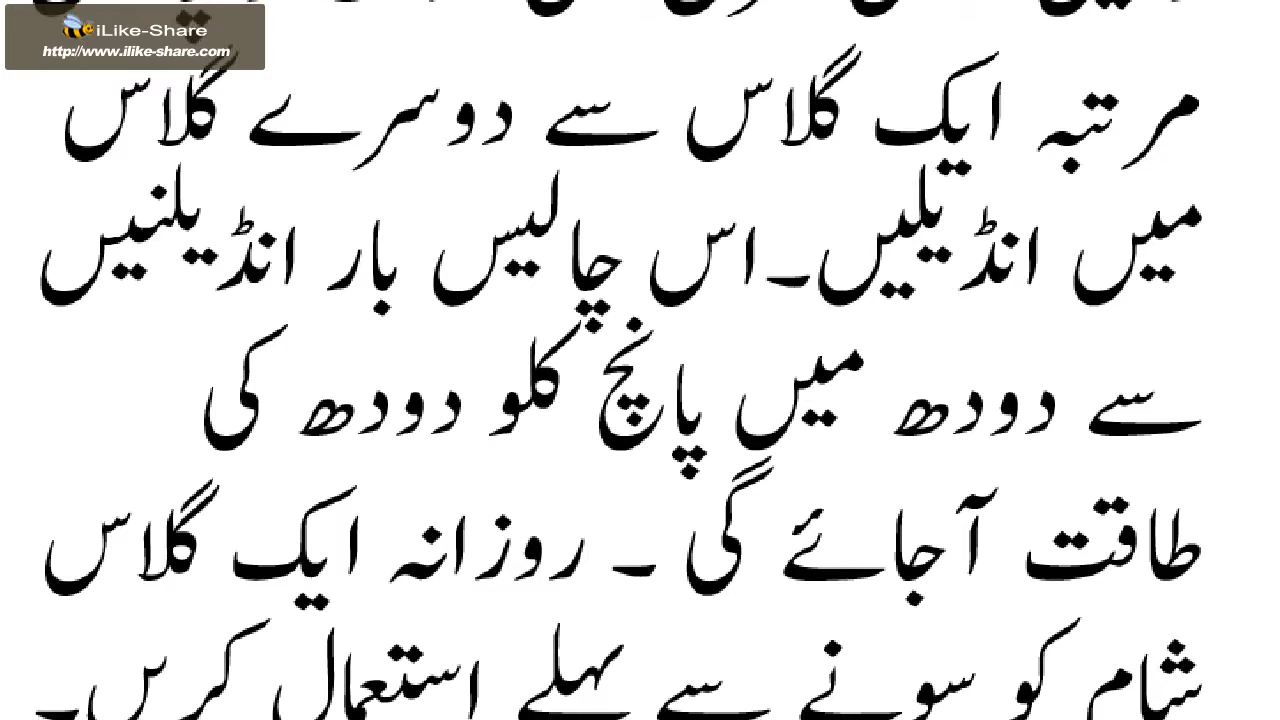 iLike-Share
http://www.ilike-share.com
مرتبہ ایک گلاس سے دوسرے گلاس
میں انڈیلیں۔اس چالیس بار انڈیلنیں
سے دودھ میں پانچ کلو دودھ کی
طاقت آجائے گی ۔ روزانہ ایک گلاس
شام کو سونے سے پہلے استعمال کریں۔